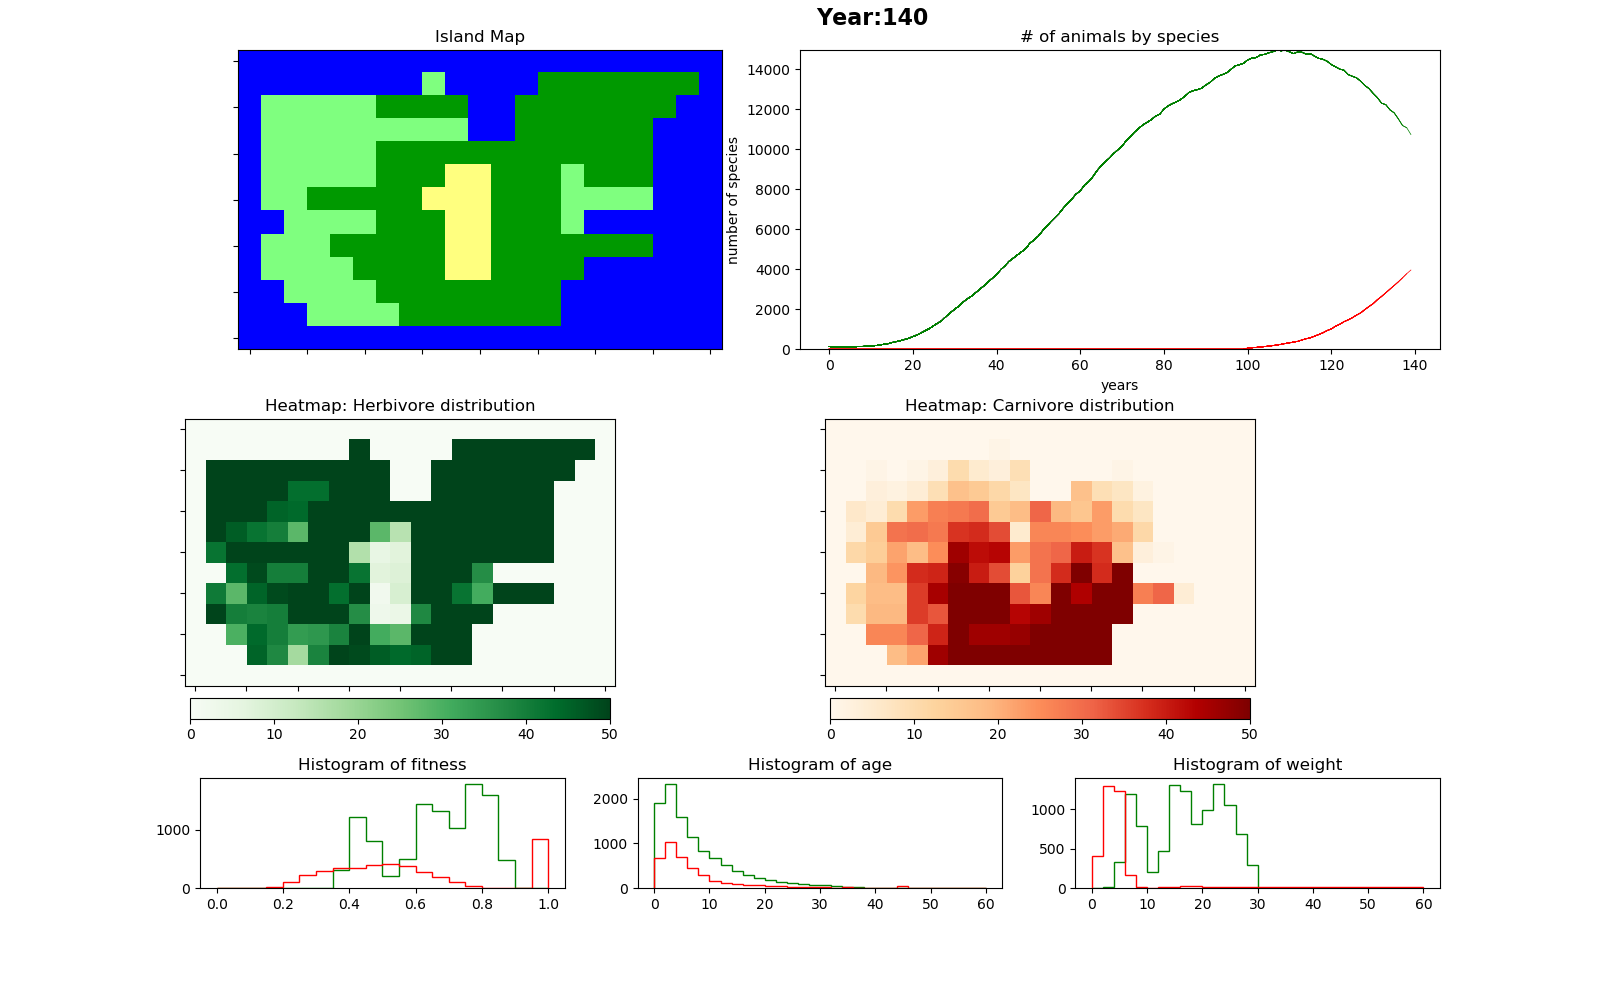 Year:140
Island Map
# of animals by species
number of species
14000
12000
10000
8000
6000
4000
2000
0
0 20 40 60 80 100 120 140
years
Heatmap: Herbivore distribution
Heatmap: Carnivore distribution
0 10 20 30 40 50
0 10 20 30 40 50
Histogram of fitness
1000
0
0.0 0.2 0.4 0.6 0.8 1.0
Histogram of age
2000
1000
0
0 10 20 30 40 50 60
Histogram of weight
1000
500
0
0 10 20 30 40 50 60